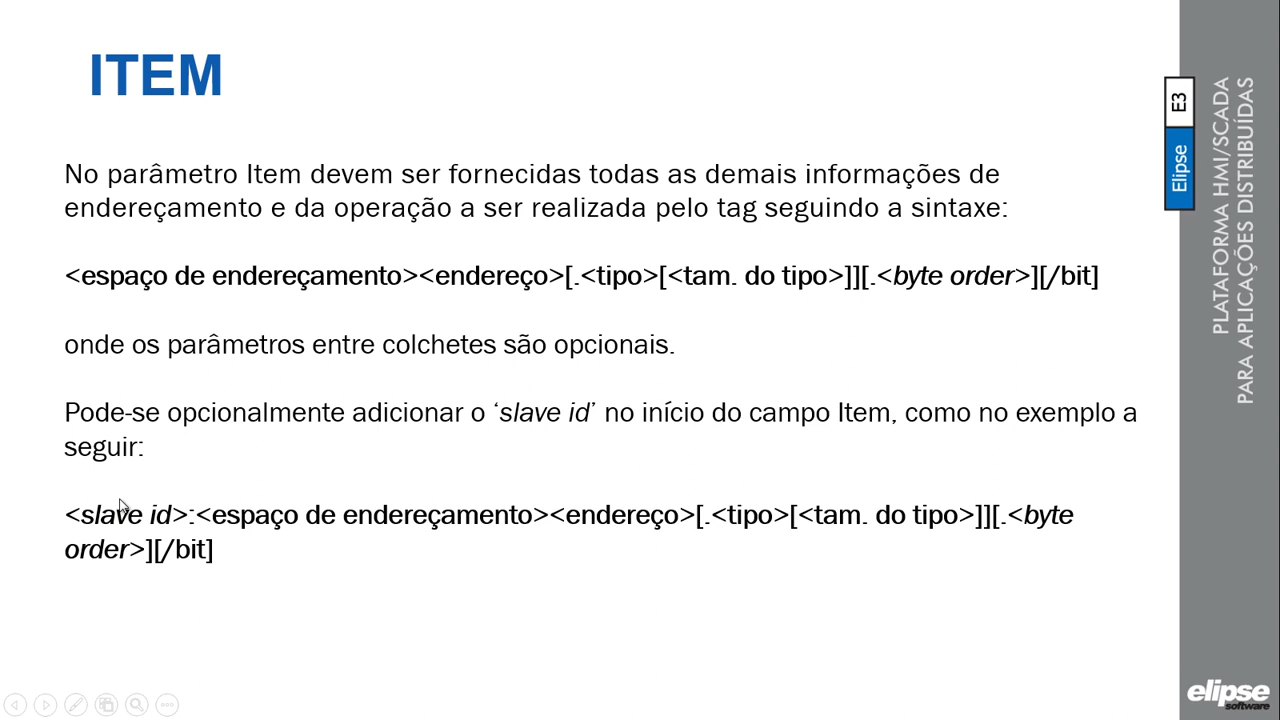 ITEM
No parâmetro Item devem ser fornecidas todas as demais informações de
endereçamento e da operação a ser realizada pelo tag seguindo a sintaxe:
<espaço de endereçamento><endereço>[.<tipo>[<tam. do tipo>]][.<byte order>][/bit]
onde os parâmetros entre colchetes são opcionais.
Pode-se opcionalmente adicionar o ‘slave id’ no início do campo Item, como no exemplo a
seguir:
<slave id>:<espaço de endereçamento><endereço>[.<tipo>[<tam. do tipo>]][.<byte
order>][/bit]
Elipse E3
PLATAFORMA HMI/SCADA
PARA APLICAÇÕES DISTRIBUÍDAS
elipse
software